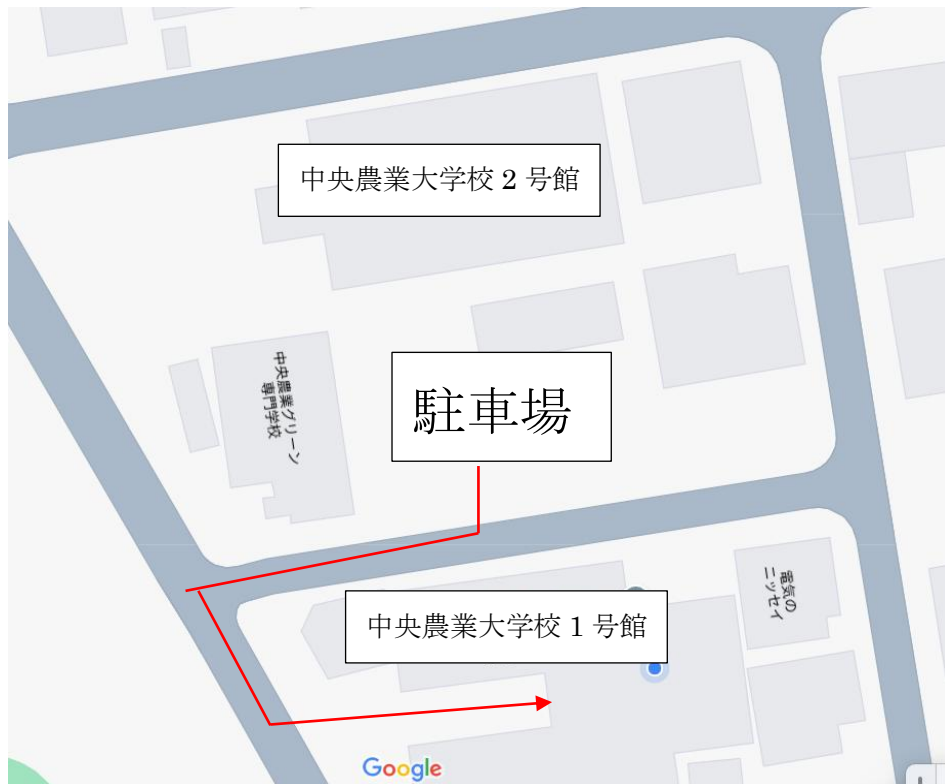 中央農業大学校 2 号館
中央農業グリーン
専門学校
駐車場
電気の
ニッセイ
中央農業大学校 1 号館
Google